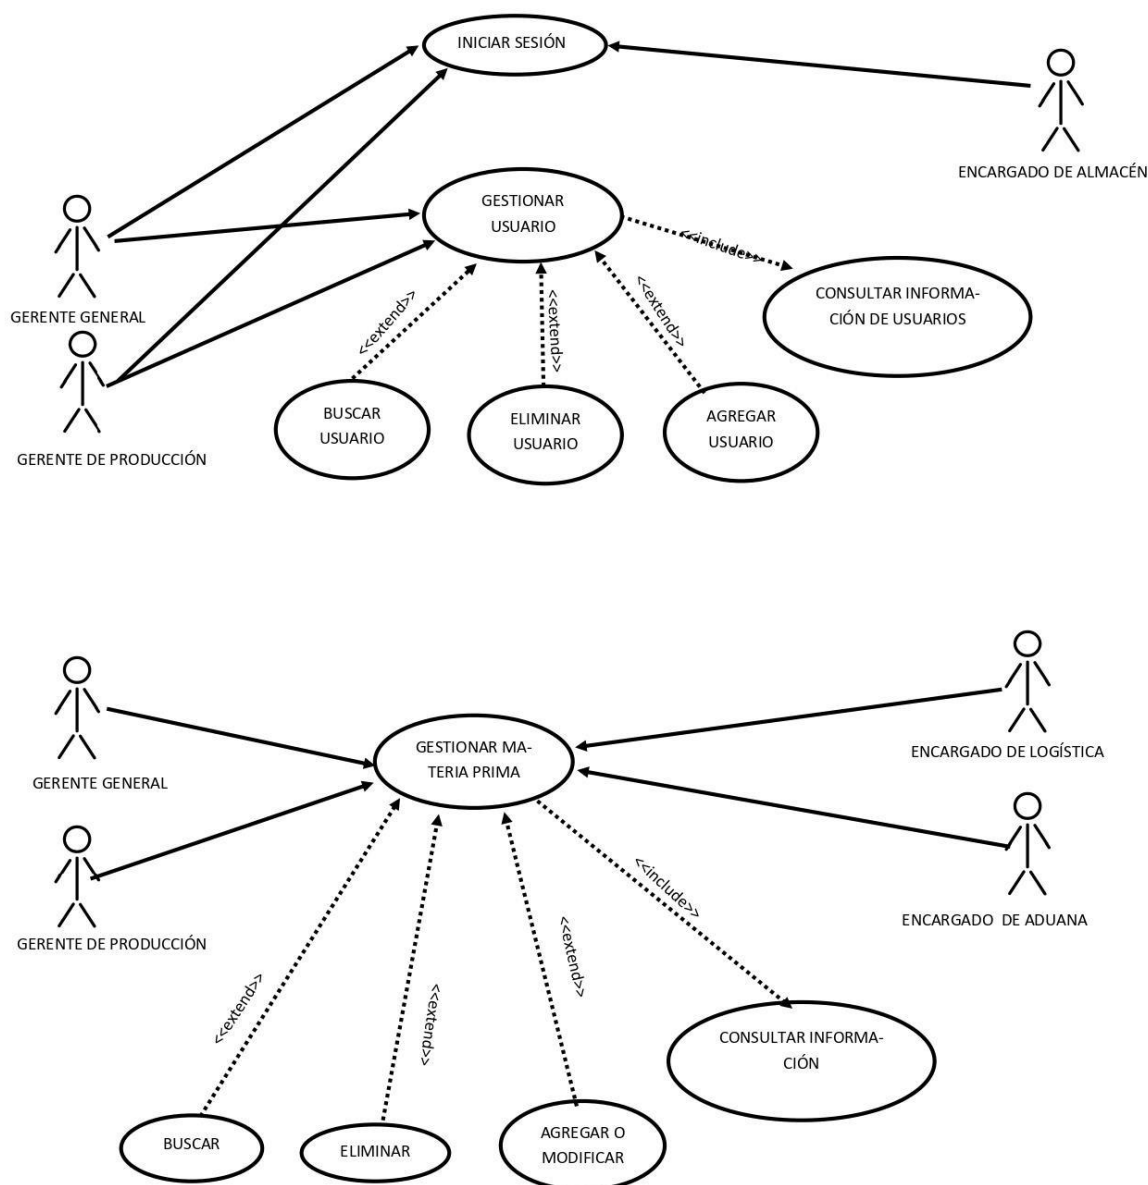 INICIAR SESIÓN
ENCARGADO DE ALMACÉN
GESTIONAR
USUARIO
<<include>>
CONSULTAR INFORMA-
CIÓN DE USUARIOS
GERENTE GENERAL
<<extend>>
<<extend>>
<<extend>>
BUSCAR
USUARIO
ELIMINAR
USUARIO
AGREGAR
USUARIO
GERENTE DE PRODUCCIÓN
GESTIONAR MA-
TERIA PRIMA
ENCARGADO DE LOGÍSTICA
GERENTE GENERAL
<<include>>
ENCARGADO DE ADUANA
GERENTE DE PRODUCCIÓN
<<extend>>
<<extend>>
<<extend>>
CONSULTAR INFORMA-
CIÓN
BUSCAR
ELIMINAR
AGREGAR O
MODIFICAR